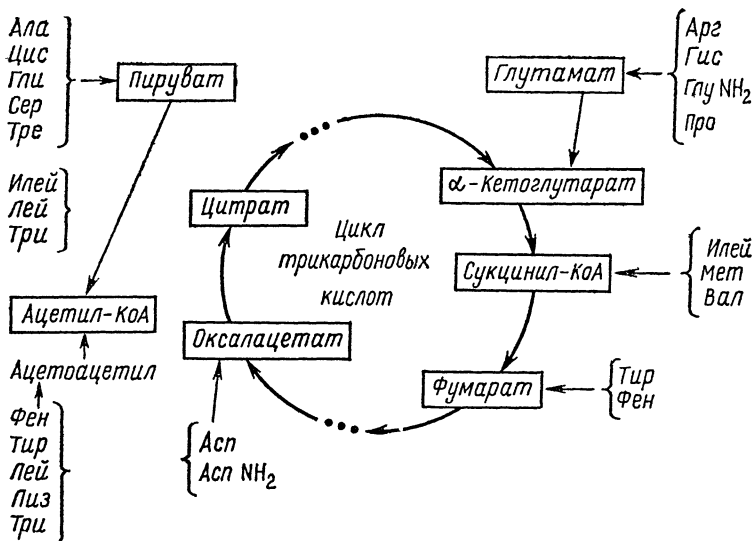 Ала
Цис
Гли
Сер
Тре
Пируват
Глутамат
Арг
Гис
Глу NH2
Про
Илей
Лей
Три
Цитрат
α-Кетоглутарат
Цикл
трикарбоновых
кислот
Сукцинил-КоА
Илей
мет
вал
Ацетил-КоА
Оксалацетат
Ацетоацетил
Фумарат
Тир
Фен
Фен
Тир
Лей
Лиз
Три
Асп
Асп NH2